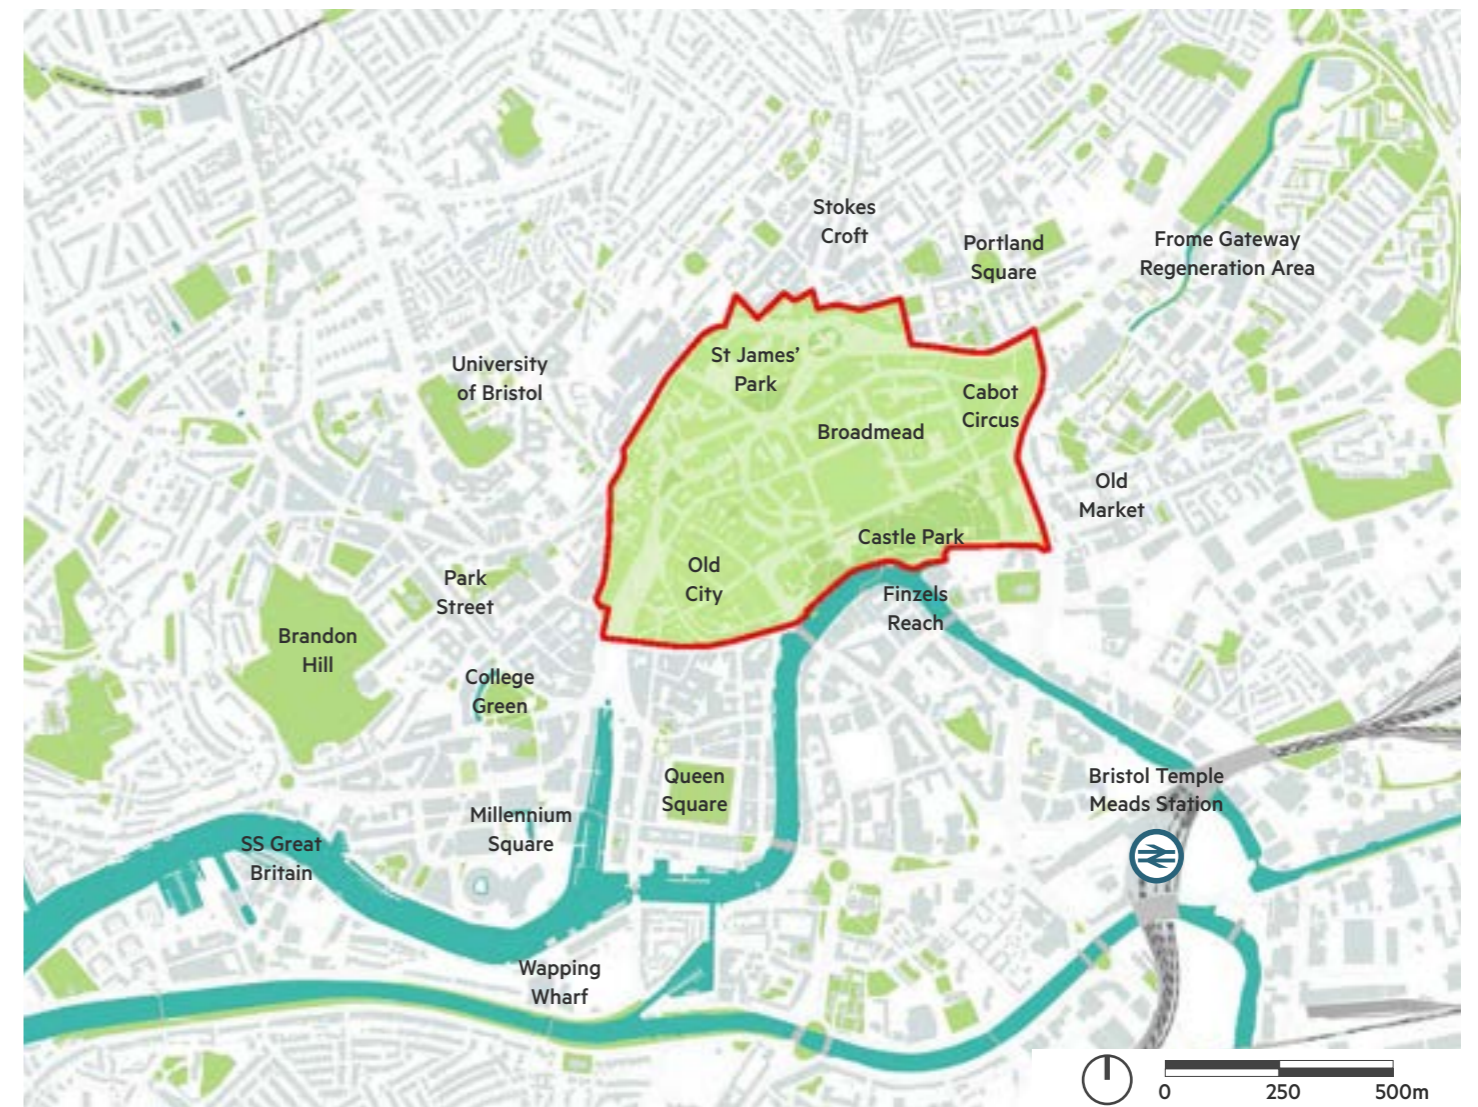 Stokes
Croft
Portland
Square
Frome Gateway
Regeneration Area
University
of Bristol
St James’
Park
Cabot
Circus
Broadmead
Old
Market
Castle Park
Old
City
Park
Street
Finzels
Reach
Brandon
Hill
College
Green
Queen
Square
Bristol Temple
Meads Station
Millennium
Square
SS Great
Britain
Wapping
Wharf
0 250 500m